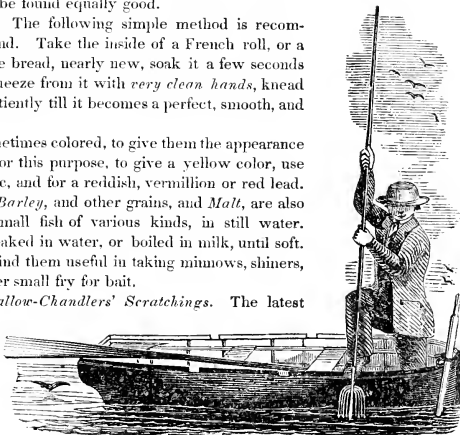 be found equally good.
The following simple method is recom-
nd. Take the inside of a French roll, or a
e bread, nearly new, soak it a few seconds
neeze from it with very clean hands, knead
tiently till it becomes a perfect, smooth, and
netimes colored, to give them the appearance
or this purpose, to give a yellow color, use
c, and for a reddish, vermillion or red lead.
Barley, and other grains, and Malt, are also
mall fish of various kinds, in still water.
aked in water, or boiled in milk, until soft.
ind them useful in taking minnows, shiners,
er small fry for bait.
allow-Chandlers' Scratchings. The latest